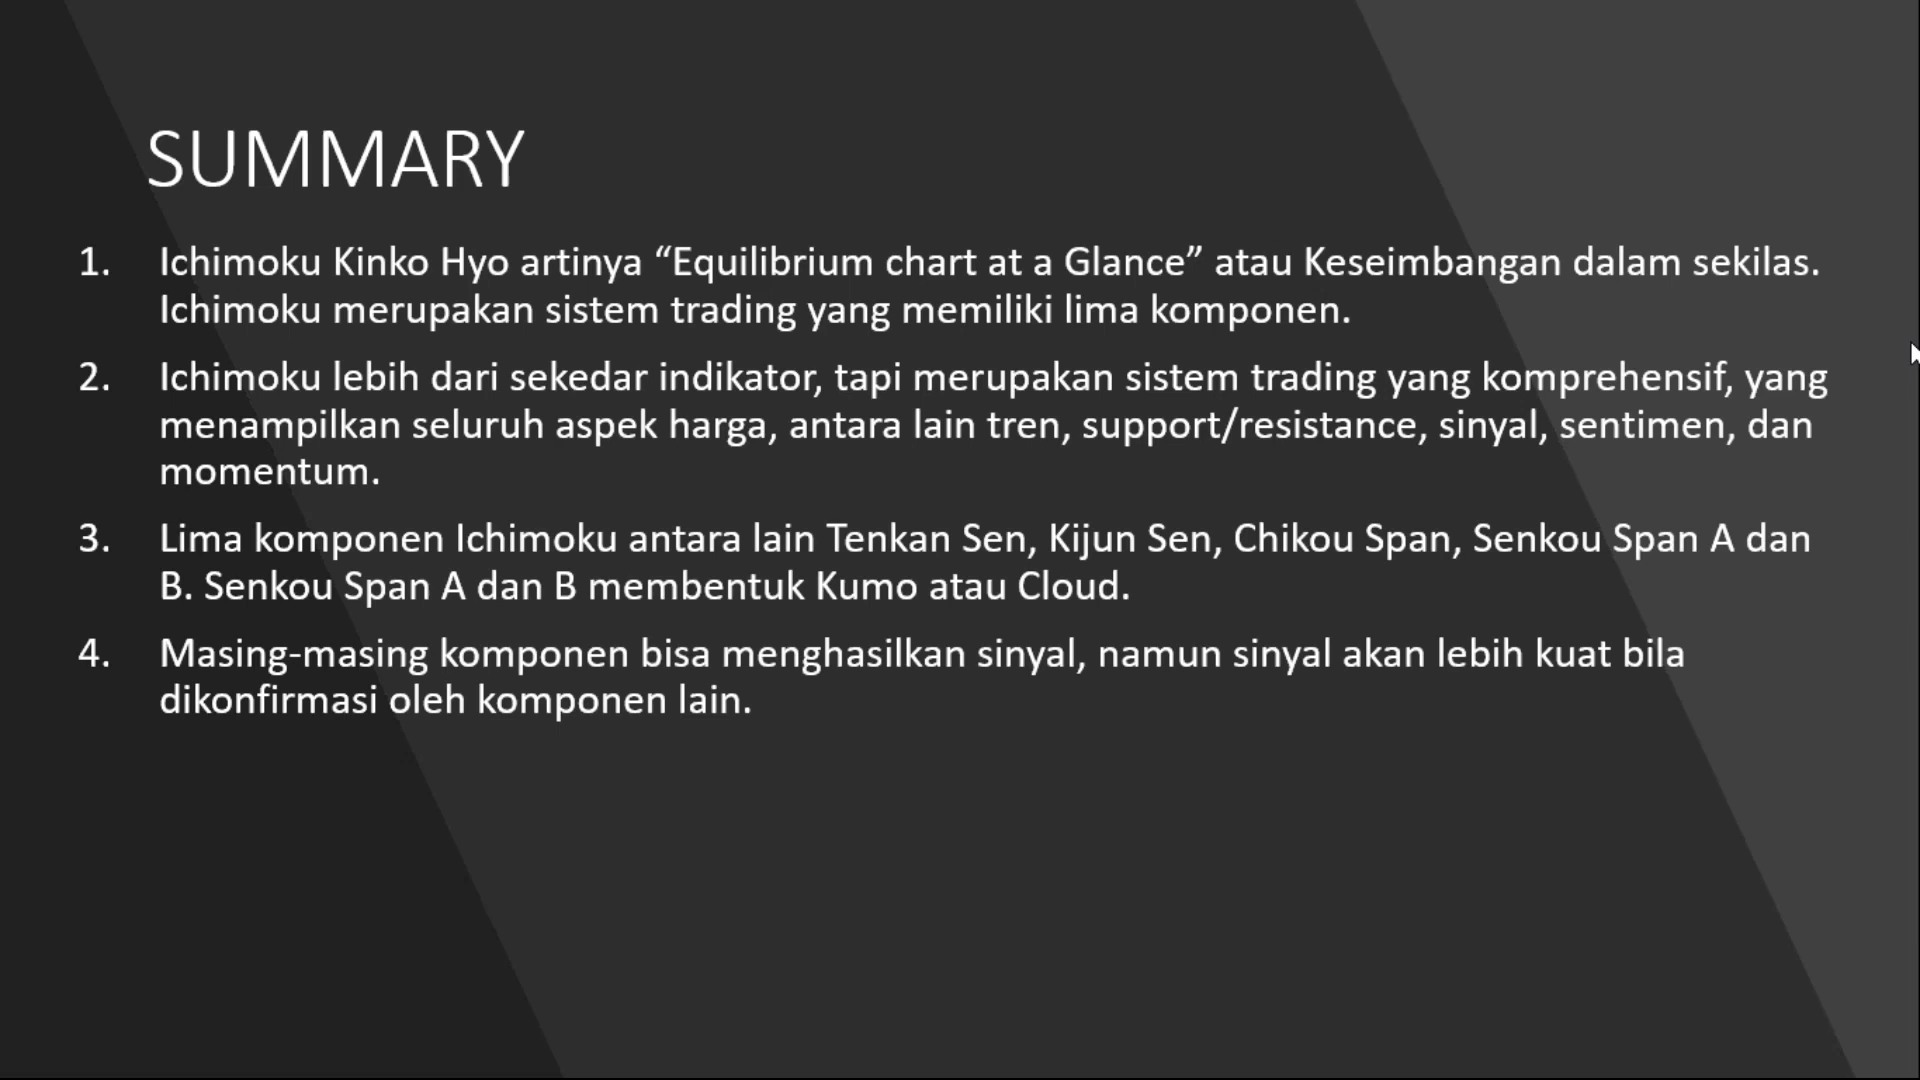 SUMMARY
1. Ichimoku Kinko Hyo artinya “Equilibrium chart at a Glance” atau Keseimbangan dalam sekilas.
Ichimoku merupakan sistem trading yang memiliki lima komponen.
2. Ichimoku lebih dari sekedar indikator, tapi merupakan sistem trading yang komprehensif, yang
menampilkan seluruh aspek harga, antara lain tren, support/resistance, sinyal, sentimen, dan
momentum.
3. Lima komponen Ichimoku antara lain Tenkan Sen, Kijun Sen, Chikou Span, Senkou Span A dan
B. Senkou Span A dan B membentuk Kumo atau Cloud.
4. Masing-masing komponen bisa menghasilkan sinyal, namun sinyal akan lebih kuat bila
dikonfirmasi oleh komponen lain.